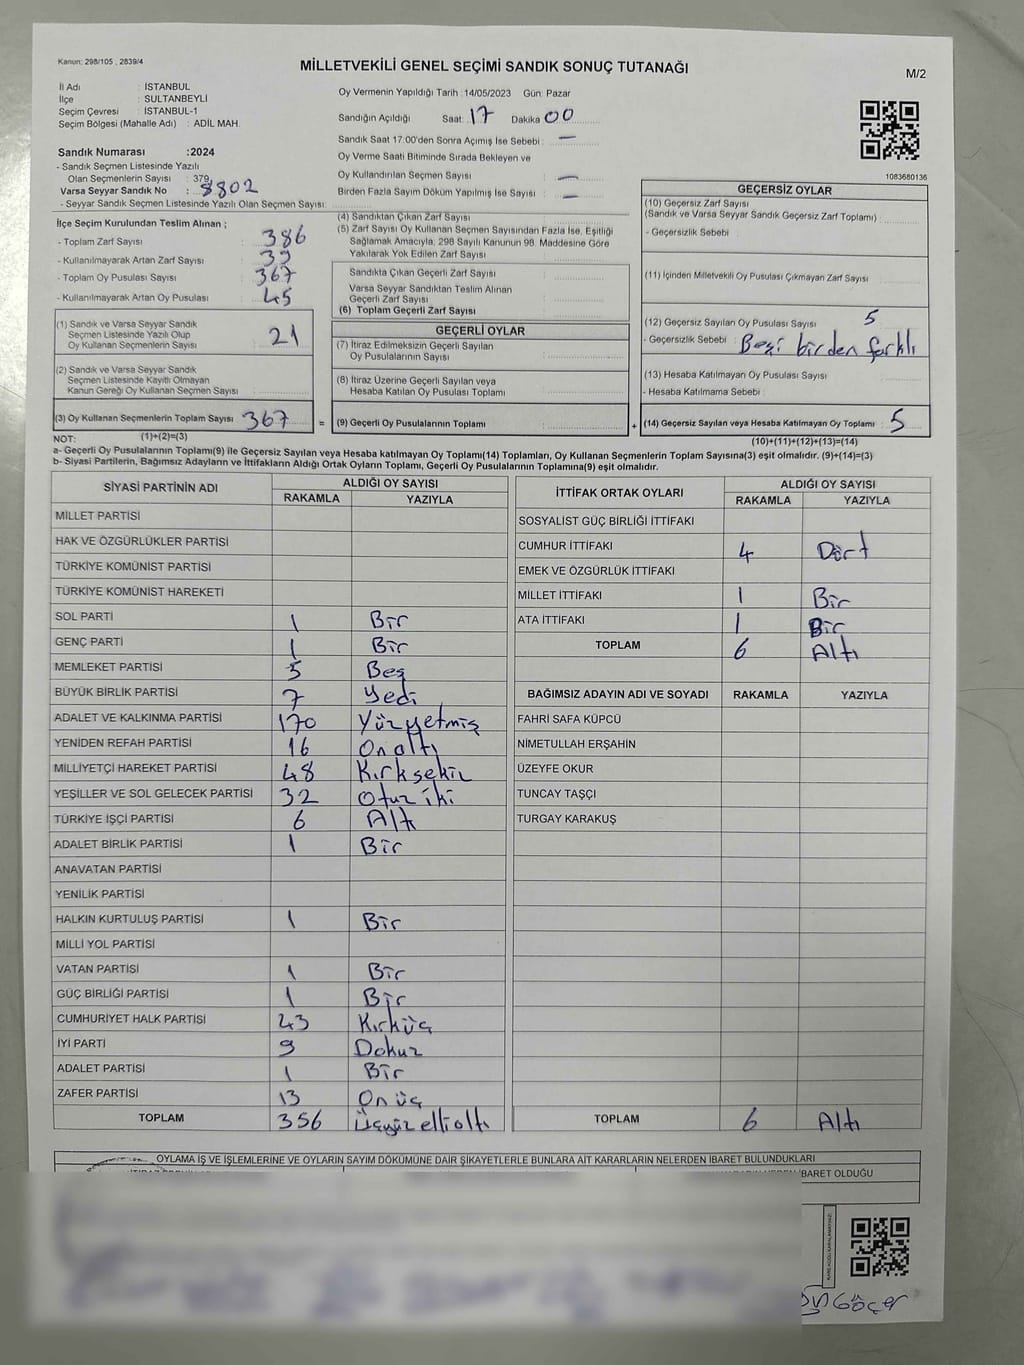 Kanun: 298/105 , 2839/4
MİLLETVEKİLİ GENEL SEÇİMİ SANDIK SONUÇ TUTANAĞI
M/2
İl Adı : İSTANBUL
İlçe : SULTANBEYLİ
Seçim Çevresi : İSTANBUL-1
Seçim Bölgesi (Mahalle Adı) : ADİL MAH.
Sandık Numarası :2024
- Sandık Seçmen Listesinde Yazılı
Olan Seçmenlerin Sayısı : 379
Varsa Seyyar Sandık No : 8802
- Seyyar Sandık Seçmen Listesinde Yazılı Olan Seçmen Sayısı:
Oy Vermenin Yapıldığı Tarih :14/05/2023 Gün: Pazar
Sandığın Açıldığı Saat: 17 Dakika 00
Sandık Saat 17:00'den Sonra Açımış İse Sebebi : —
Oy Verme Saati Bitiminde Sırada Bekleyen ve
Oy Kullandırılan Seçmen Sayısı : —
Birden Fazla Sayım Döküm Yapılmış İse Sayısı : —
1083680136
İlçe Seçim Kurulundan Teslim Alınan ;
- Toplam Zarf Sayısı : 386
- Kullanılmayarak Artan Zarf Sayısı : 39
- Toplam Oy Pusulası Sayısı : 367
- Kullanılmayarak Artan Oy Pusulası : 45
(1) Sandık ve Varsa Seyyar Sandık
Seçmen Listesinde Yazılı Olup
Oy Kullanan Seçmenlerin Sayısı : 21
(2) Sandık ve Varsa Seyyar Sandık
Seçmen Listesinde Kayıtlı Olmayan
Kanun Gereği Oy Kullanan Seçmen Sayısı :
(3) Oy Kullanan Seçmenlerin Toplam Sayısı : 367
(4) Sandıktan Çıkan Zarf Sayısı :
(5) Zarf Sayısı Oy Kullanan Seçmen Sayısından Fazla İse, Eşitliği
Sağlamak Amacıyla, 298 Sayılı Kanunun 98. Maddesine Göre
Yakılarak Yok Edilen Zarf Sayısı :
Sandıkta Çıkan Geçerli Zarf Sayısı :
Varsa Seyyar Sandıktan Teslim Alınan
Geçerli Zarf Sayısı :
(6) Toplam Geçerli Zarf Sayısı :
GEÇERLİ OYLAR
(7) İtiraz Edilmeksizin Geçerli Sayılan
Oy Pusulalarının Sayısı :
(8) İtiraz Üzerine Geçerli Sayılan veya
Hesaba Katılan Oy Pusulası Toplamı :
= (9) Geçerli Oy Pusulalarının Toplamı :
GEÇERSİZ OYLAR
(10) Geçersiz Zarf Sayısı
(Sandık ve Varsa Seyyar Sandık Geçersiz Zarf Toplamı) :
- Geçersizlik Sebebi :
(11) İçinden Milletvekili Oy Pusulası Çıkmayan Zarf Sayısı :
(12) Geçersiz Sayılan Oy Pusulası Sayısı : 5
- Geçersizlik Sebebi : Beşi birden farklı
(13) Hesaba Katılmayan Oy Pusulası Sayısı :
- Hesaba Katılmama Sebebi :
+ (14) Geçersiz Sayılan veya Hesaba Katılmayan Oy Toplamı : 5
NOT: (1)+(2)=(3)
(10)+(11)+(12)+(13)=(14)
a- Geçerli Oy Pusulalarının Toplamı(9) ile Geçersiz Sayılan veya Hesaba katılmayan Oy Toplamı(14) Toplamları, Oy Kullanan Seçmenlerin Toplam Sayısına(3) eşit olmalıdır. (9)+(14)=(3)
b- Siyasi Partilerin, Bağımsız Adayların ve İttifakların Aldığı Ortak Oyların Toplamı, Geçerli Oy Pusulalarının Toplamına(9) eşit olmalıdır.
SİYASİ PARTİNİN ADI ALDIĞI OY SAYISI
RAKAMLA YAZIYLA
MİLLET PARTİSİ
HAK VE ÖZGÜRLÜKLER PARTİSİ
TÜRKİYE KOMÜNİST PARTİSİ
TÜRKİYE KOMÜNİST HAREKETİ
SOL PARTİ 1 Bir
GENÇ PARTİ 1 Bir
MEMLEKET PARTİSİ 5 Beş
BÜYÜK BİRLİK PARTİSİ 7 Yedi
ADALET VE KALKINMA PARTİSİ 170 Yüzyetmiş
YENİDEN REFAH PARTİSİ 16 Onaltı
MİLLİYETÇİ HAREKET PARTİSİ 48 Kırksekiz
YEŞİLLER VE SOL GELECEK PARTİSİ 32 Otuz iki
TÜRKİYE İŞÇİ PARTİSİ 6 Altı
ADALET BİRLİK PARTİSİ 1 Bir
ANAVATAN PARTİSİ
YENİLİK PARTİSİ
HALKIN KURTULUŞ PARTİSİ 1 Bir
MİLLİ YOL PARTİSİ
VATAN PARTİSİ 1 Bir
GÜÇ BİRLİĞİ PARTİSİ 1 Bir
CUMHURİYET HALK PARTİSİ 43 Kırküç
İYİ PARTİ 9 Dokuz
ADALET PARTİSİ 1 Bir
ZAFER PARTİSİ 13 Onüç
TOPLAM 356 Üçyüzellialtı
İTTİFAK ORTAK OYLARI ALDIĞI OY SAYISI
RAKAMLA YAZIYLA
SOSYALİST GÜÇ BİRLİĞİ İTTİFAKI
CUMHUR İTTİFAKI 4 Dört
EMEK VE ÖZGÜRLÜK İTTİFAKI
MİLLET İTTİFAKI 1 Bir
ATA İTTİFAKI 1 Bir
TOPLAM 6 Altı
BAĞIMSIZ ADAYIN ADI VE SOYADI RAKAMLA YAZIYLA
FAHRİ SAFA KÜPCÜ
NİMETULLAH ERŞAHİN
ÜZEYFE OKUR
TUNCAY TAŞÇI
TURGAY KARAKUŞ
TOPLAM 6 Altı
OYLAMA İŞ VE İŞLEMLERİNE VE OYLARIN SAYIM DÖKÜMÜNE DAİR ŞİKAYETLERLE BUNLARA AİT KARARLARIN NELERDEN İBARET BULUNDUKLARI
İBARET OLDUĞU
Göçer